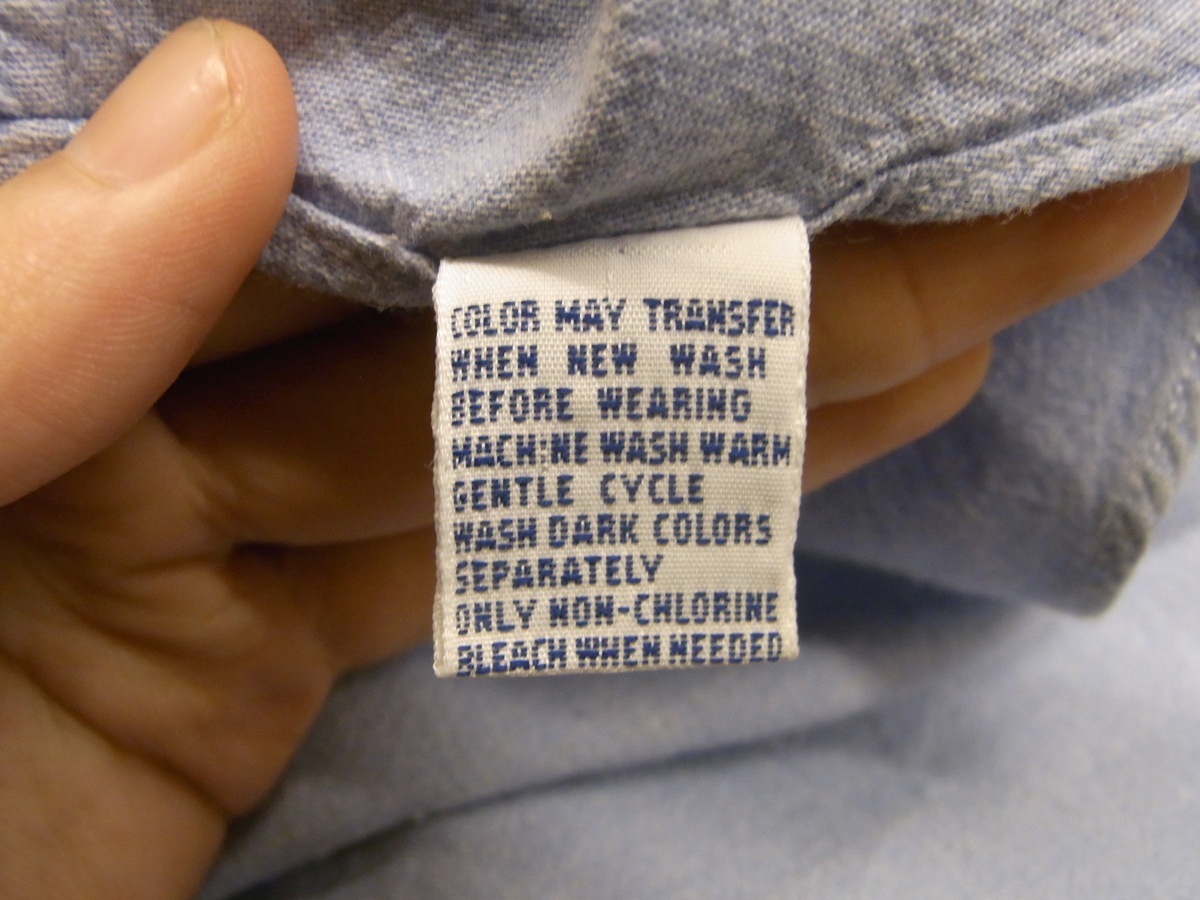 COLOR MAY TRANSFER
WHEN NEW WASH
BEFORE WEARING
MACHINE WASH WARM
GENTLE CYCLE
WASH DARK COLORS
SEPARATELY
ONLY NON-CHLORINE
BLEACH WHEN NEEDED